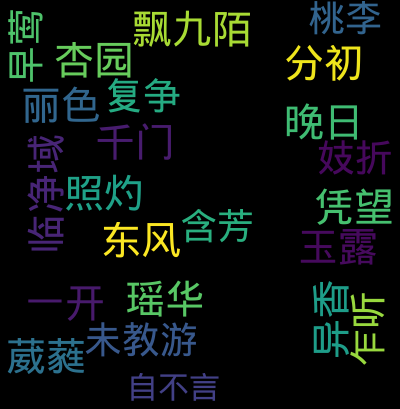 早莺
飘九陌
桃李
杏园
分初
丽色
复争
晚日
千门
妓折
临净域
照灼
凭望
含芳
东风
玉露
一开
瑶华
异香
乍听
未教游
葳蕤
自不言